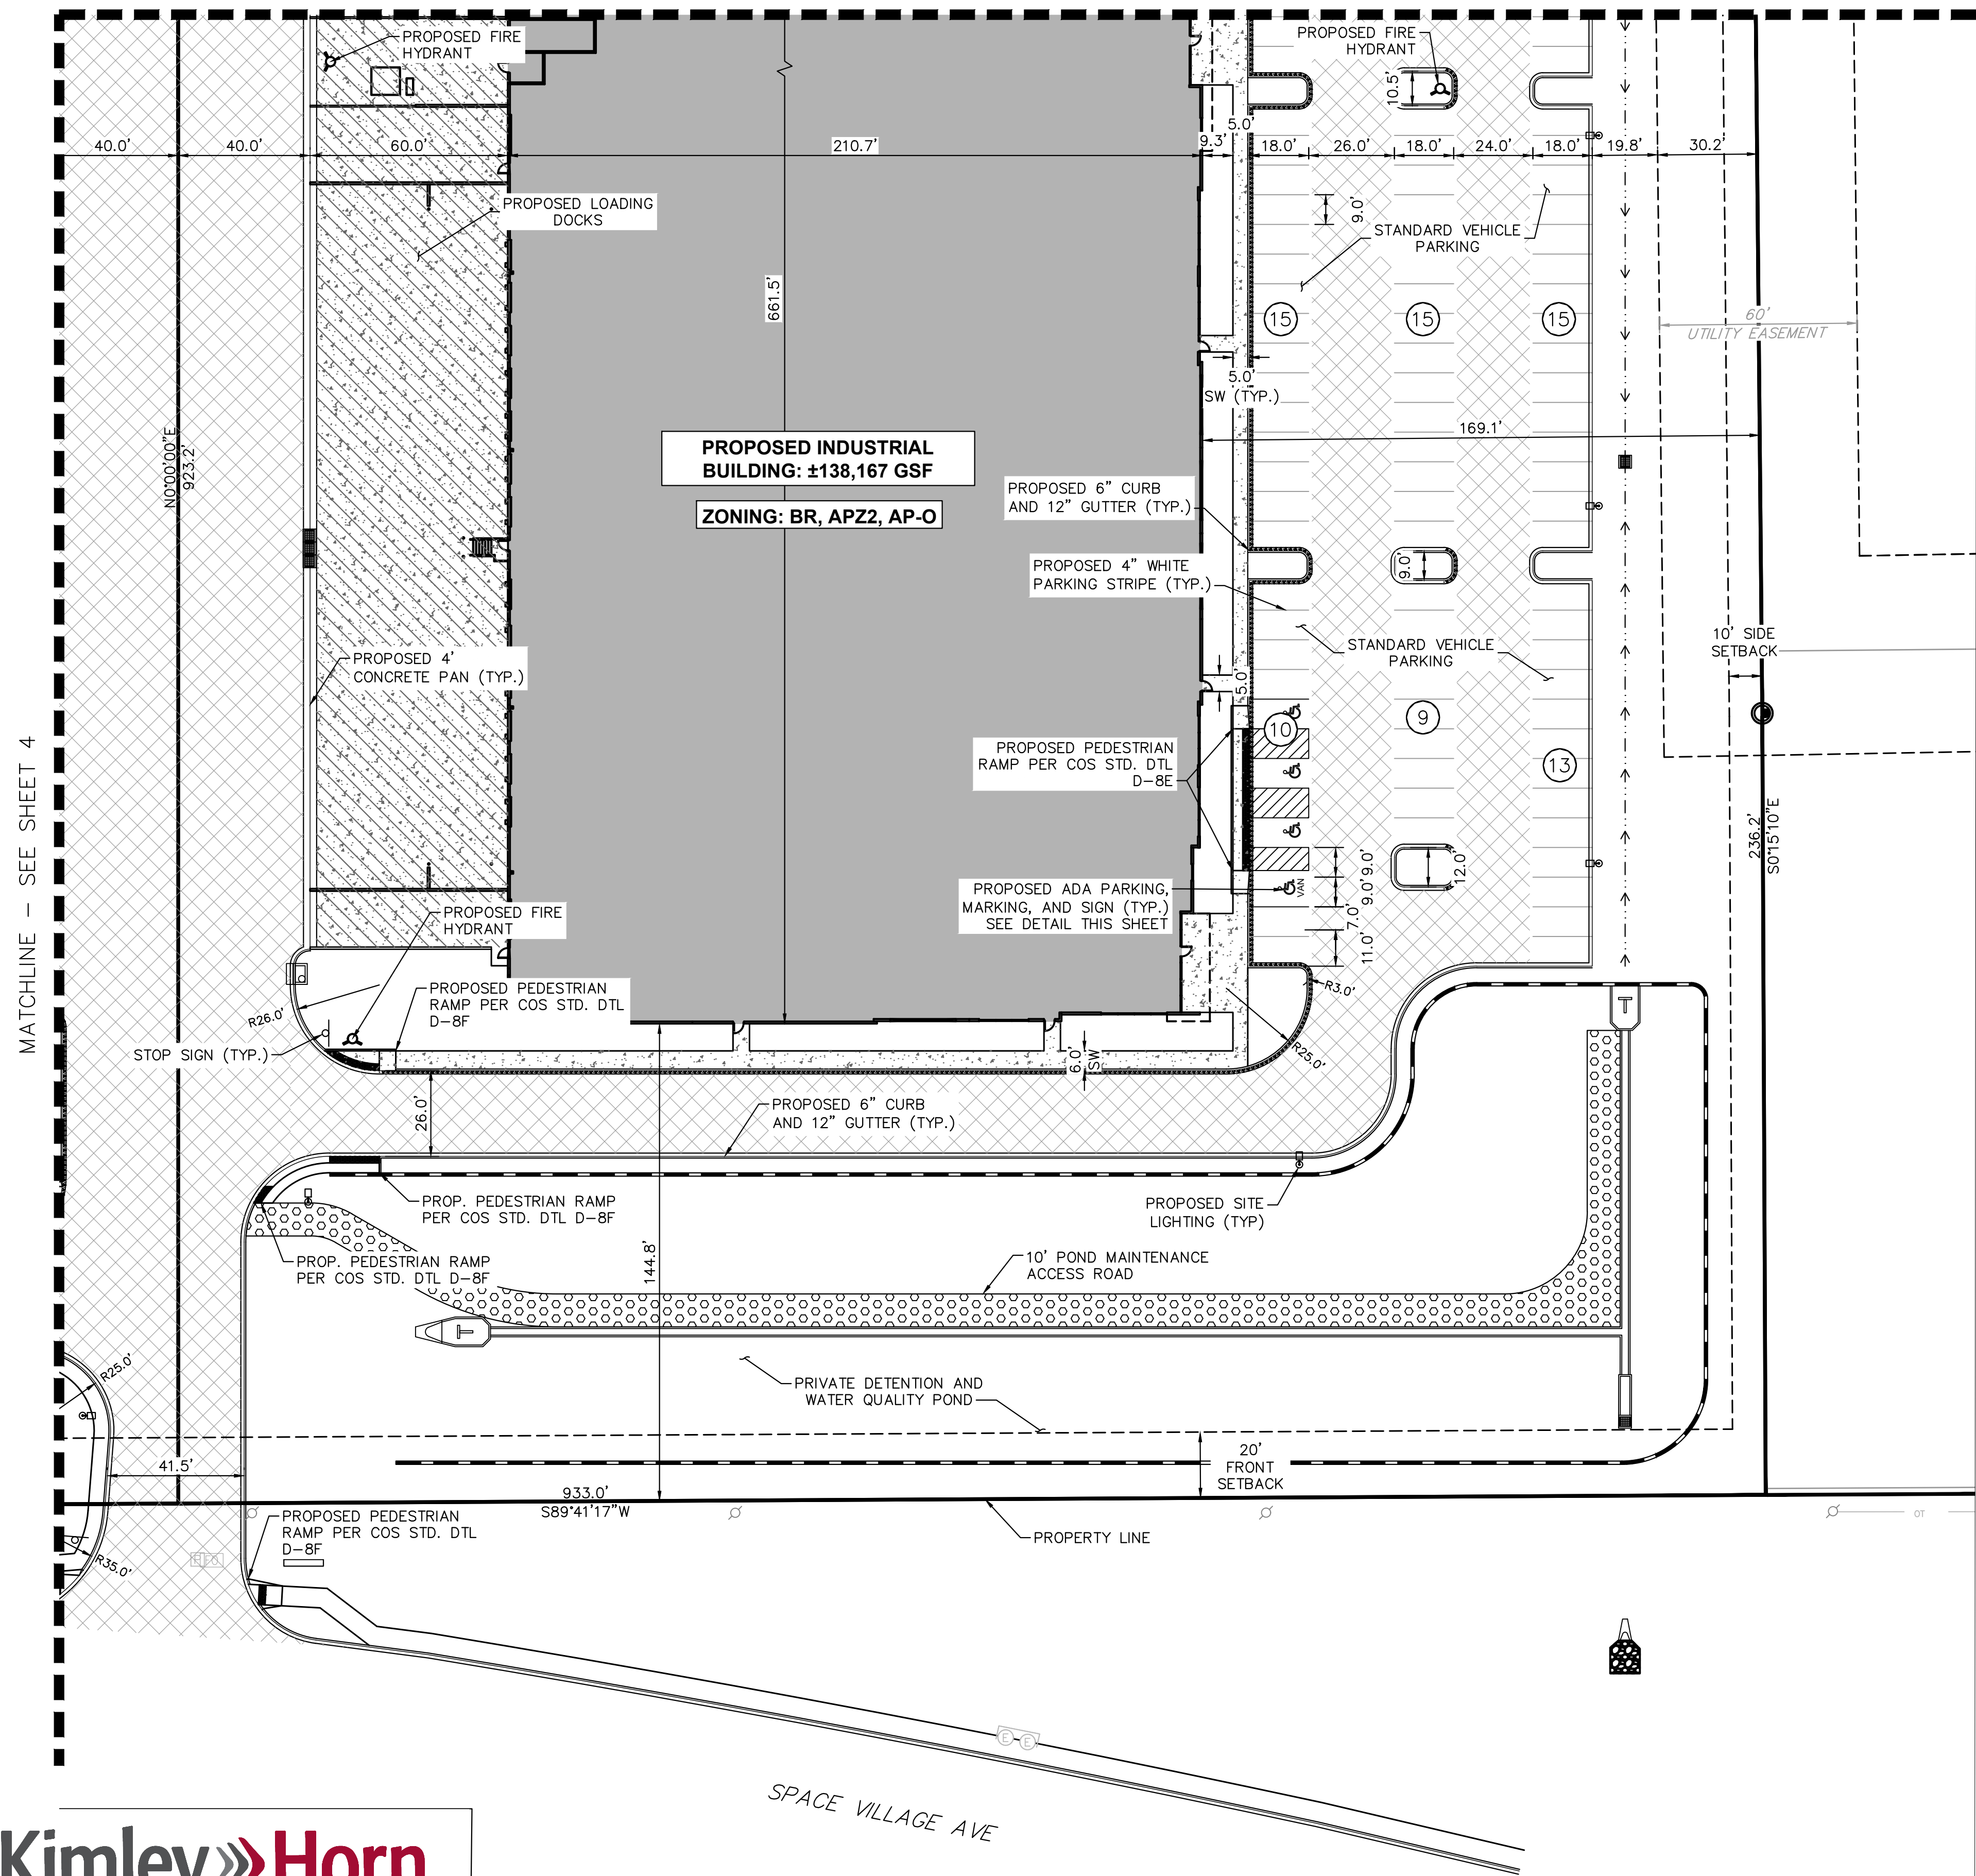 PROPOSED FIRE
HYDRANT
PROPOSED FIRE
HYDRANT
10.5'
5.0'
40.0'
40.0'
60.0'
210.7'
9.3'
18.0'
26.0'
18.0'
24.0'
18.0'
19.8'
30.2'
PROPOSED LOADING
DOCKS
9.0'
STANDARD VEHICLE
PARKING
661.5'
15
15
15
60'
UTILITY EASEMENT
5.0'
SW (TYP.)
169.1'
N0°00'00"E
923.2'
PROPOSED INDUSTRIAL
BUILDING: ±138,167 GSF
ZONING: BR, APZ2, AP-O
PROPOSED 6" CURB
AND 12" GUTTER (TYP.)
PROPOSED 4" WHITE
PARKING STRIPE (TYP.)
9.0'
STANDARD VEHICLE
PARKING
10' SIDE
SETBACK
PROPOSED 4'
CONCRETE PAN (TYP.)
5.0'
10
9
13
PROPOSED PEDESTRIAN
RAMP PER COS STD. DTL
D-8E
MATCHLINE - SEE SHEET 4
236.2'
S0°15'10"E
PROPOSED ADA PARKING,
MARKING, AND SIGN (TYP.)
SEE DETAIL THIS SHEET
VAN
9.0'
9.0'
7.0'
11.0'
12.0'
PROPOSED FIRE
HYDRANT
PROPOSED PEDESTRIAN
RAMP PER COS STD. DTL
D-8F
R26.0'
R3.0'
STOP SIGN (TYP.)
R25.0'
6.0'
SW
26.0'
PROPOSED 6" CURB
AND 12" GUTTER (TYP.)
T
PROP. PEDESTRIAN RAMP
PER COS STD. DTL D-8F
PROPOSED SITE
LIGHTING (TYP)
PROP. PEDESTRIAN RAMP
PER COS STD. DTL D-8F
144.8'
10' POND MAINTENANCE
ACCESS ROAD
T
R25.0'
PRIVATE DETENTION AND
WATER QUALITY POND
41.5'
20'
FRONT
SETBACK
933.0'
S89°41'17"W
PROPERTY LINE
OT
PROPOSED PEDESTRIAN
RAMP PER COS STD. DTL
D-8F
R35.0'
E E
SPACE VILLAGE AVE
Kimley»Horn